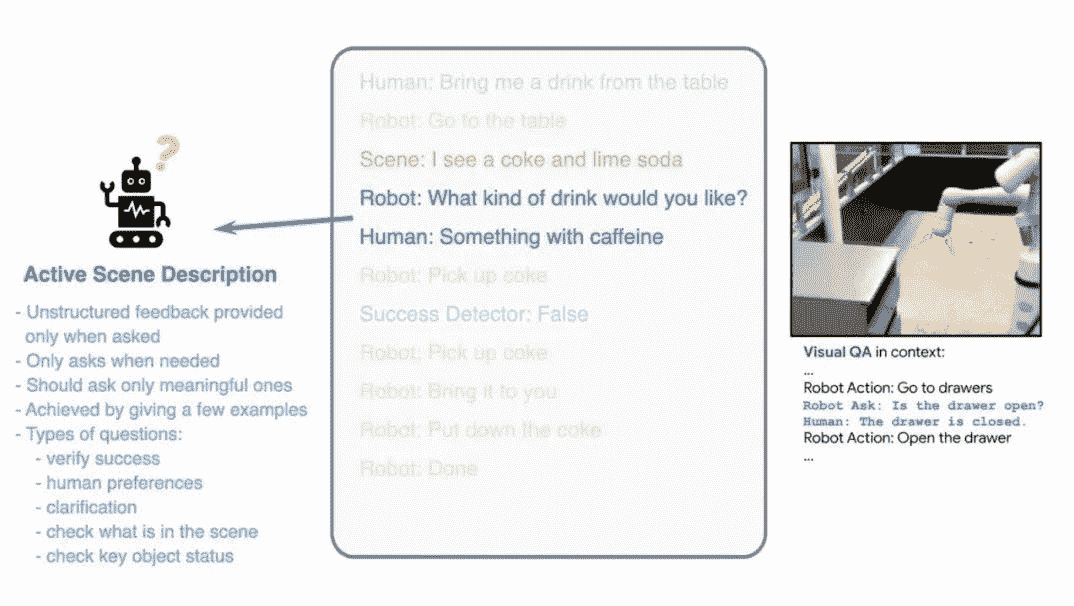 ?
Active Scene Description
- Unstructured feedback provided
only when asked
- Only asks when needed
- Should ask only meaningful ones
- Achieved by giving a few examples
- Types of questions:
- verify success
- human preferences
- clarification
- check what is in the scene
- check key object status
Human: Bring me a drink from the table
Robot: Go to the table
Scene: I see a coke and lime soda
Robot: What kind of drink would you like?
Human: Something with caffeine
Robot: Pick up coke
Success Detector: False
Robot: Pick up coke
Robot: Bring it to you
Robot: Put down the coke
Robot: Done
Visual QA in context:
...
Robot Action: Go to drawers
Robot Ask: Is the drawer open?
Human: The drawer is closed.
Robot Action: Open the drawer
...